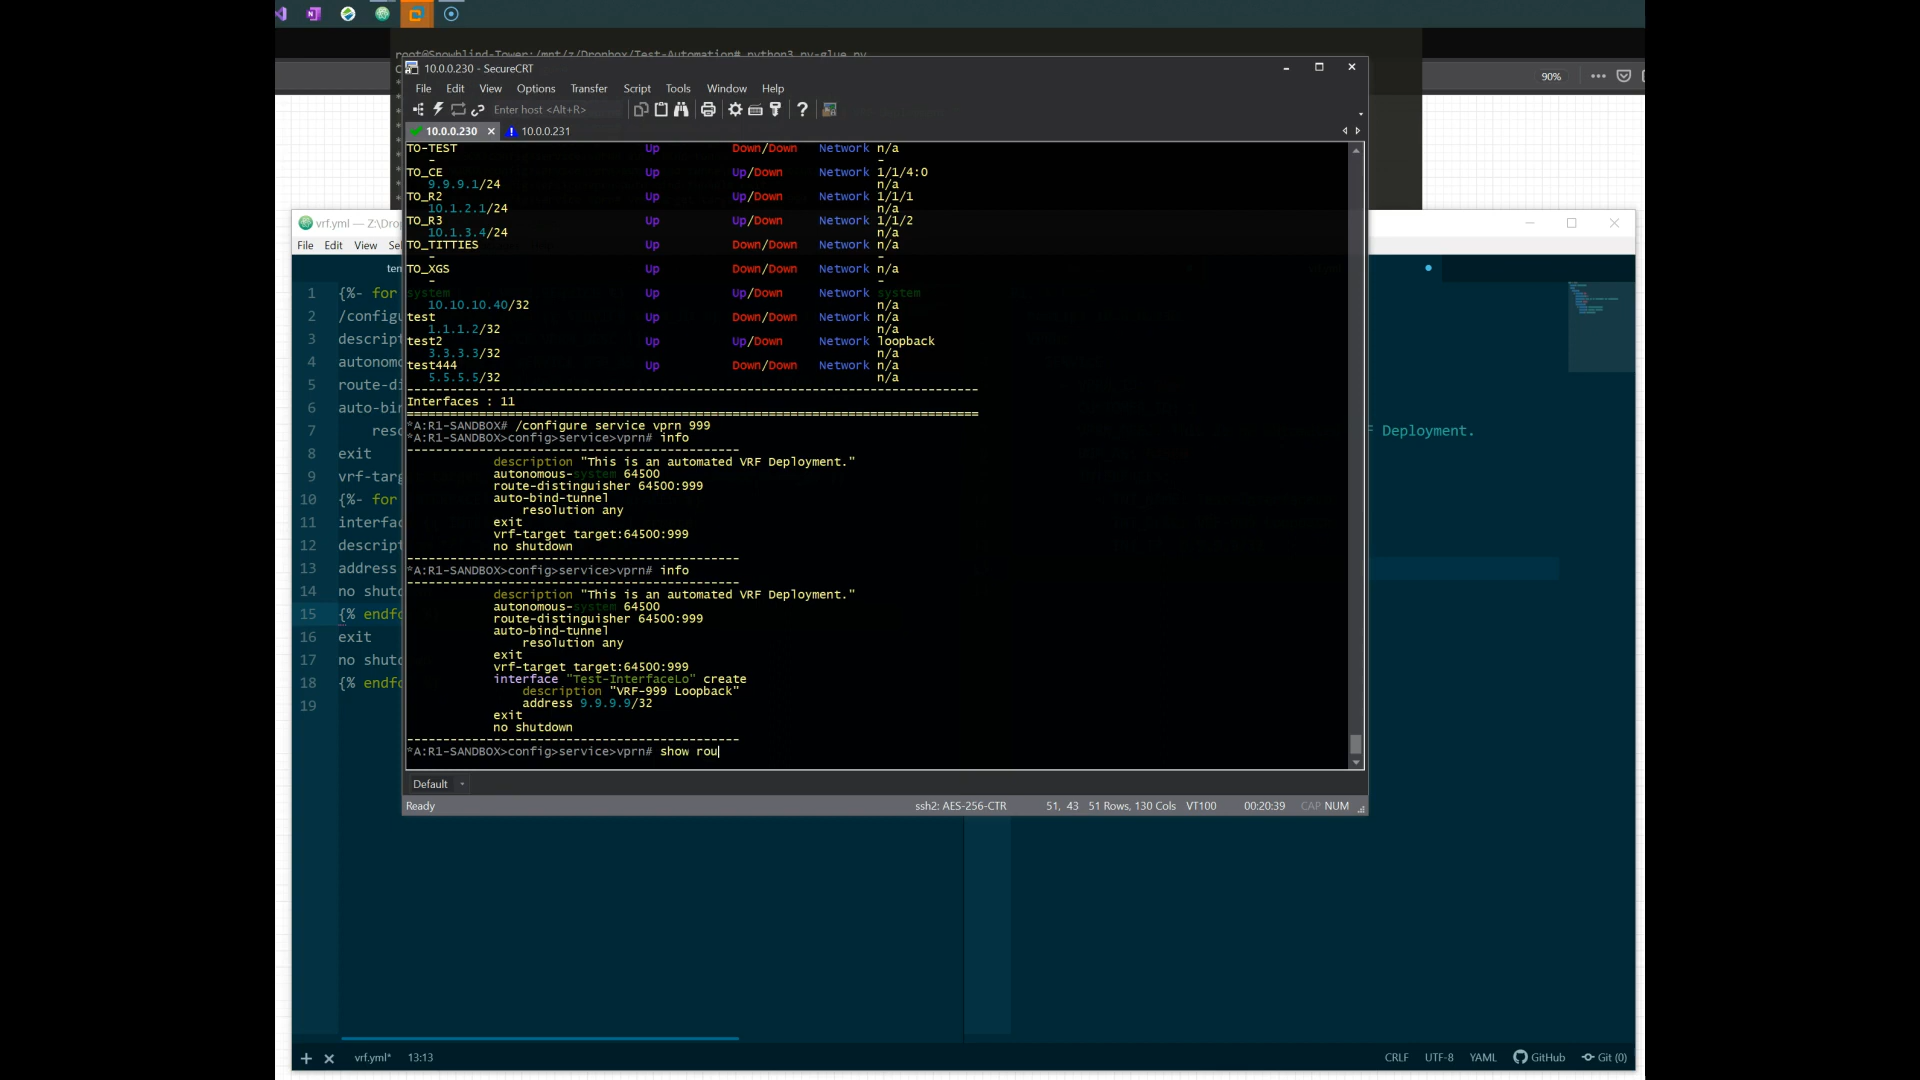 root@Snowblind-Tower:/mnt/z/Dropbox/Test-Automation# python3 py-glue.py
10.0.0.230 - SecureCRT
90%
File Edit View Options Transfer Script Tools Window Help
Enter host <Alt+R>
10.0.0.230 10.0.0.231
TO-TEST Up Down/Down Network n/a
- -
TO_CE Up Up/Down Network 1/1/4:0
9.9.9.1/24 n/a
TO_R2 Up Up/Down Network 1/1/1
10.1.2.1/24 n/a
TO_R3 Up Up/Down Network 1/1/2
10.1.3.4/24 n/a
TO_TITTIES Up Down/Down Network n/a
- -
TO_XGS Up Down/Down Network n/a
- -
system Up Up/Down Network system
10.10.10.40/32 n/a
test Up Down/Down Network n/a
1.1.1.2/32 n/a
test2 Up Up/Down Network loopback
3.3.3.3/32 n/a
test444 Up Down/Down Network n/a
5.5.5.5/32 n/a
-------------------------------------------------------------------------------
Interfaces : 11
===============================================================================
*A:R1-SANDBOX# /configure service vprn 999
*A:R1-SANDBOX>config>service>vprn# info
----------------------------------------------
description "This is an automated VRF Deployment."
autonomous-system 64500
route-distinguisher 64500:999
auto-bind-tunnel
resolution any
exit
vrf-target target:64500:999
no shutdown
----------------------------------------------
*A:R1-SANDBOX>config>service>vprn# info
----------------------------------------------
description "This is an automated VRF Deployment."
autonomous-system 64500
route-distinguisher 64500:999
auto-bind-tunnel
resolution any
exit
vrf-target target:64500:999
interface "Test-InterfaceLo" create
description "VRF-999 Loopback"
address 9.9.9.9/32
exit
no shutdown
----------------------------------------------
*A:R1-SANDBOX>config>service>vprn# show rou
Default
Ready ssh2: AES-256-CTR 51, 43 51 Rows, 130 Cols VT100 00:20:39 CAP NUM
vrf.yml — Z:\Dro
File Edit View Sel
tem
1 {%- for
2 /configu
3 descript
4 autonomo
5 route-di
6 auto-bin
7 reso
8 exit
9 vrf-targ
10 {%- for
11 interfac
12 descript
13 address
14 no shutd
15 {% endfo
16 exit
17 no shutd
18 {% endfo
19
Deployment.
vrf.yml* 13:13 CRLF UTF-8 YAML GitHub Git (0)